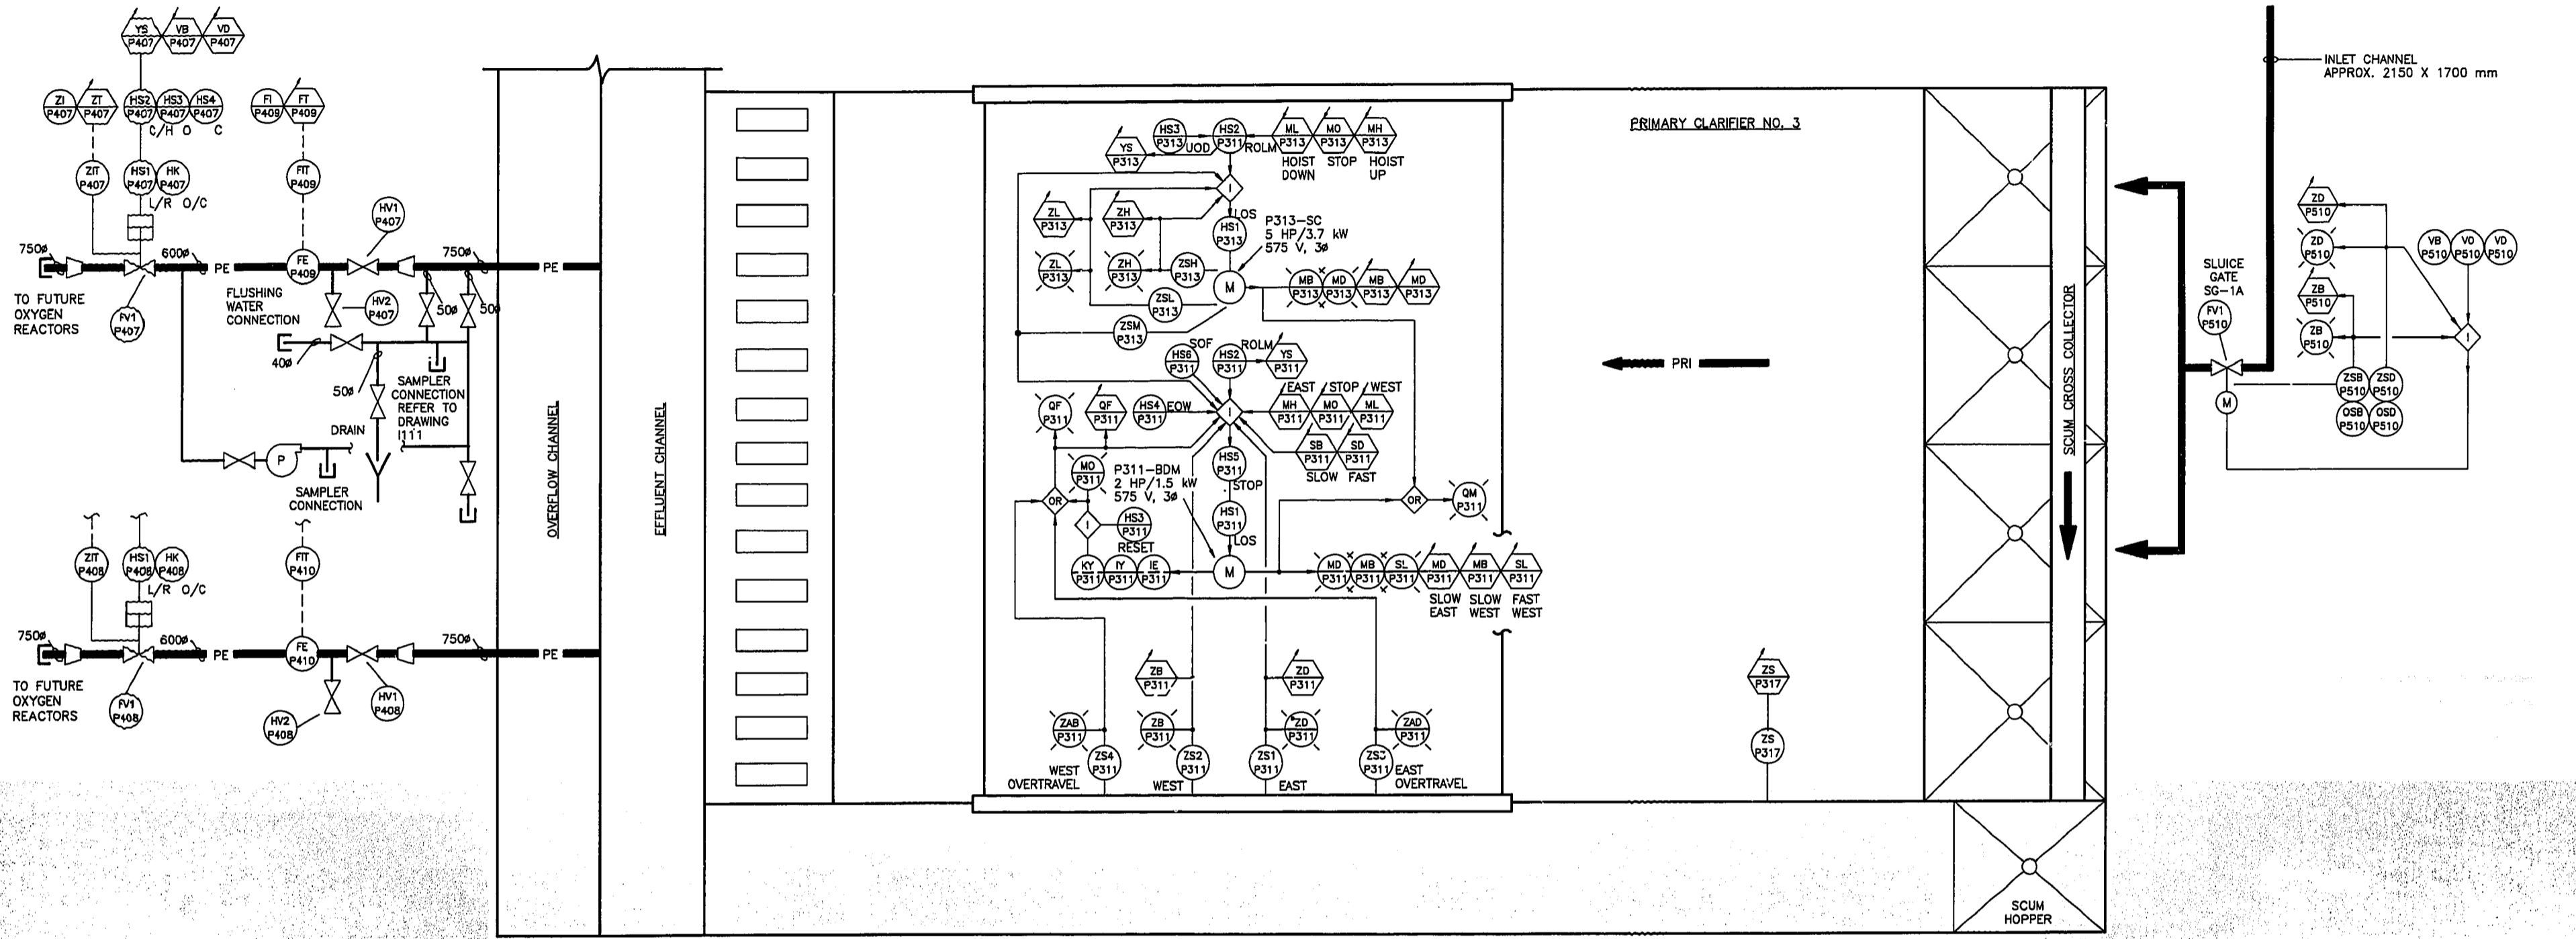 YS P407
VB P407
VD P407
ZI P407
ZT P407
HS2 P407
HS3 P407
HS4 P407
C/H O C
FI P409
FT P409
ZIT P407
HS1 P407
HK P407
L/R O/C
FIT P409
HV1 P407
750ø
600ø
PE
FE P409
750ø
PE
TO FUTURE
OXYGEN
REACTORS
FV1 P407
FLUSHING
WATER
CONNECTION
HV2 P407
50ø
50ø
40ø
50ø
SAMPLER
CONNECTION
REFER TO
DRAWING
I111
DRAIN
P
SAMPLER
CONNECTION
ZIT P408
HS1 P408
HK P408
L/R O/C
FIT P410
750ø
600ø
PE
FE P410
750ø
PE
TO FUTURE
OXYGEN
REACTORS
FV1 P408
HV2 P408
HV1 P408
OVERFLOW CHANNEL
EFFLUENT CHANNEL
HS3 P313
UOD
HS2 P311
ROLM
ML P313
MO P313
MH P313
HOIST
DOWN
STOP
HOIST
UP
YS P313
I
LOS
ZL P313
ZH P313
HS1 P313
P313-SC
5 HP/3.7 kW
575 V, 3ø
ZL P313
ZH P313
ZSH P313
M
MB P313
MD P313
MB P313
MD P313
ZSL P313
ZSM P313
SOF
HS6 P311
HS2 P311
ROLM
YS P311
EAST STOP WEST
QF P311
QF P311
HS4 P311
EOW
I
MH P311
MO P311
ML P311
SB P311
SD P311
SLOW FAST
MO P311
P311-BDM
2 HP/1.5 kW
575 V, 3ø
HS5 P311
STOP
OR
I
HS3 P311
RESET
HS1 P311
LOS
OR
QM P311
KY P311
IY P311
IE P311
M
MD P311
MB P311
SL P311
MD P311
MB P311
SL P311
SLOW
EAST
SLOW
WEST
FAST
WEST
ZB P311
ZD P311
ZAB P311
ZB P311
ZD P311
ZAD P311
ZS4 P311
ZS2 P311
ZS1 P311
ZS3 P311
WEST
OVERTRAVEL
WEST
EAST
EAST
OVERTRAVEL
PRIMARY CLARIFIER NO. 3
PRI
ZS P317
ZS P317
SCUM CROSS COLLECTOR
SCUM
HOPPER
INLET CHANNEL
APPROX. 2150 X 1700 mm
SLUICE
GATE
SG-1A
FV1 P510
M
ZD P510
ZD P510
ZB P510
ZB P510
VB P510
VO P510
VD P510
I
ZSB P510
ZSD P510
OSB P510
OSD P510